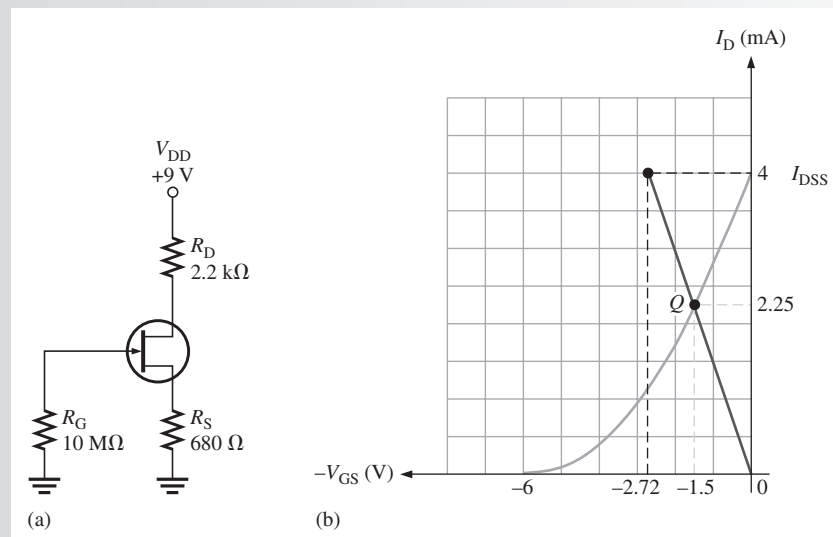 V_DD
+9 V
R_D
2.2 kΩ
R_G
10 MΩ
R_S
680 Ω
(a)
I_D (mA)
4 I_DSS
Q
2.25
–V_GS (V)
–6 –2.72 –1.5 0
(b)